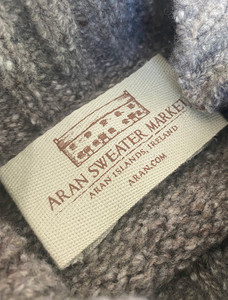 ARAN SWEATER MARKET
ARAN ISLANDS, IRELAND
ARAN.COM